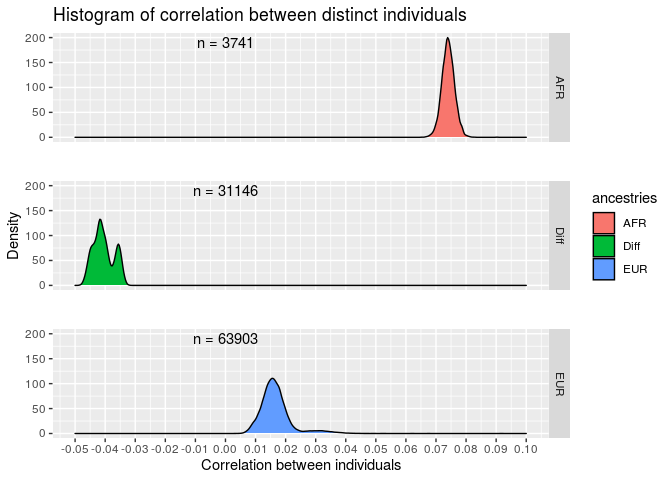 Histogram of correlation between distinct individuals
200
150
100
50
0
n = 3741
AFR
200
150
100
50
0
n = 31146
Diff
200
150
100
50
0
n = 63903
EUR
Density
-0.05 -0.04 -0.03 -0.02 -0.01 0.00 0.01 0.02 0.03 0.04 0.05 0.06 0.07 0.08 0.09 0.10
Correlation between individuals
ancestries
AFR
Diff
EUR